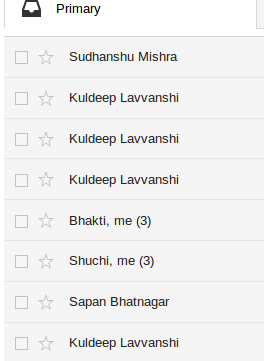 Primary
Sudhanshu Mishra
Kuldeep Lavvanshi
Kuldeep Lavvanshi
Kuldeep Lavvanshi
Bhakti, me (3)
Shuchi, me (3)
Sapan Bhatnagar
Kuldeep Lavvanshi